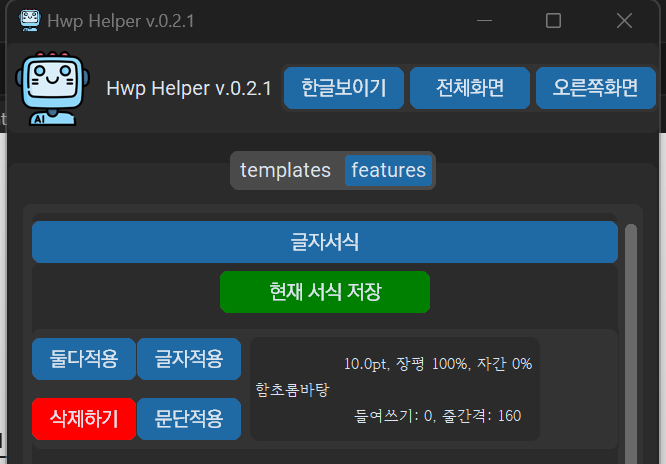 Hwp Helper v.0.2.1
AI
Hwp Helper v.0.2.1
한글보이기
전체화면
오른쪽화면
templates
features
글자서식
현재 서식 저장
둘다적용
글자적용
삭제하기
문단적용
함초롬바탕
10.0pt, 장평 100%, 자간 0%
들여쓰기: 0, 줄간격: 160